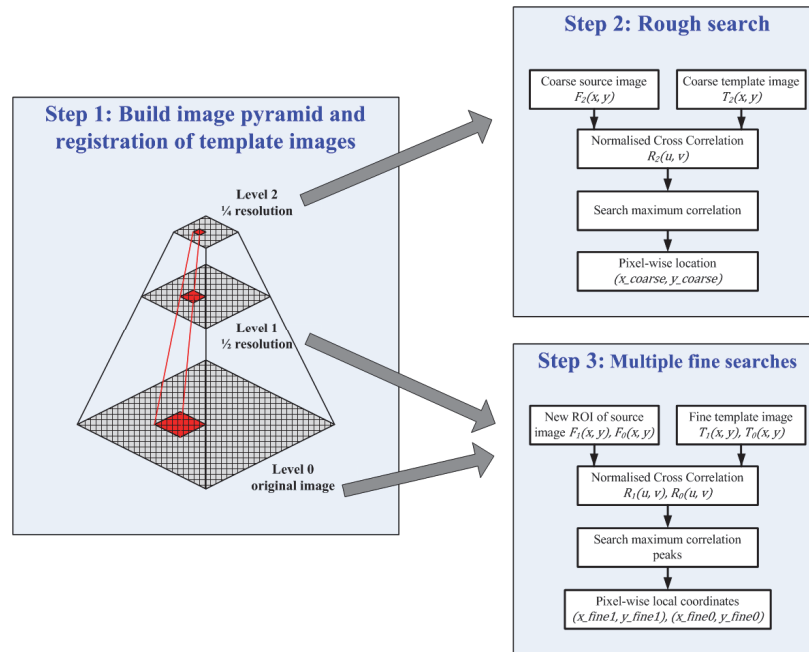 Step 1: Build image pyramid and
registration of template images
Level 2
¼ resolution
Level 1
½ resolution
Level 0
original image
Step 2: Rough search
Coarse source image
F₂(x, y)
Coarse template image
T₂(x, y)
Normalised Cross Correlation
R₂(u, v)
Search maximum correlation
Pixel-wise location
(x_coarse, y_coarse)
Step 3: Multiple fine searches
New ROI of source
image F₁(x, y), F₀(x, y)
Fine template image
T₁(x, y), T₀(x, y)
Normalised Cross Correlation
R₁(u, v), R₀(u, v)
Search maximum correlation
peaks
Pixel-wise local coordinates
(x_fine1, y_fine1), (x_fine0, y_fine0)